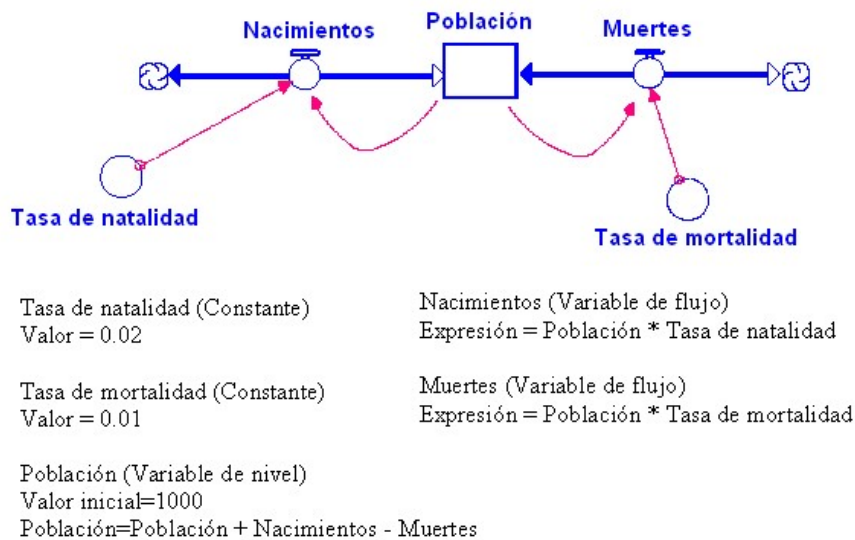 Nacimientos
Población
Muertes
Tasa de natalidad
Tasa de mortalidad
Tasa de natalidad (Constante)
Valor = 0.02
Nacimientos (Variable de flujo)
Expresión = Población * Tasa de natalidad
Tasa de mortalidad (Constante)
Valor = 0.01
Muertes (Variable de flujo)
Expresión = Población * Tasa de mortalidad
Población (Variable de nivel)
Valor inicial=1000
Población=Población + Nacimientos - Muertes